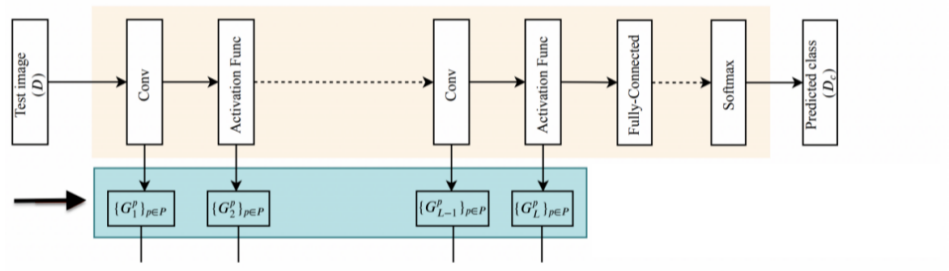 Test image
(D)
Conv
Activation Func
Conv
Activation Func
Fully-Connected
Softmax
Predicted class
(D_c)
{G_1^p}_{p∈P}
{G_2^p}_{p∈P}
{G_{L-1}^p}_{p∈P}
{G_L^p}_{p∈P}